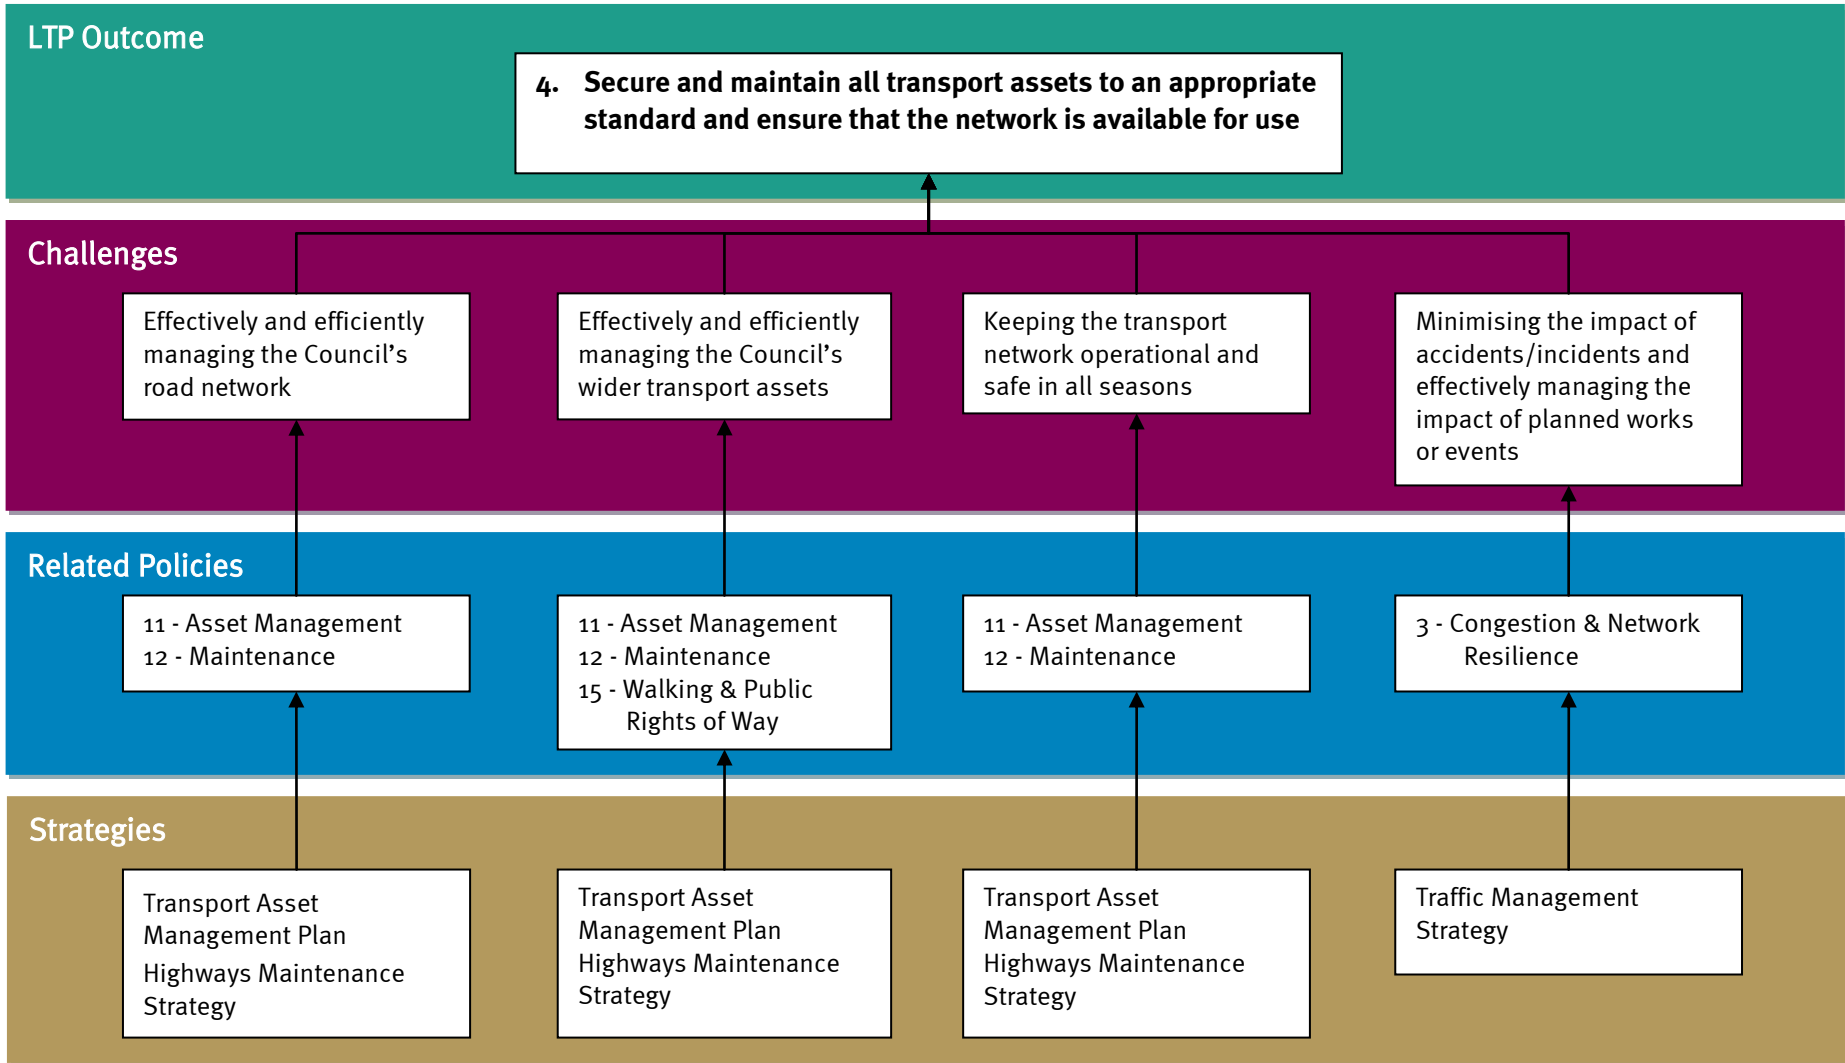 LTP Outcome
4. Secure and maintain all transport assets to an appropriate
standard and ensure that the network is available for use
Challenges
Effectively and efficiently
managing the Council’s
road network
Effectively and efficiently
managing the Council’s
wider transport assets
Keeping the transport
network operational and
safe in all seasons
Minimising the impact of
accidents/incidents and
effectively managing the
impact of planned works
or events
Related Policies
11 - Asset Management
12 - Maintenance
11 - Asset Management
12 - Maintenance
15 - Walking & Public
Rights of Way
11 - Asset Management
12 - Maintenance
3 - Congestion & Network
Resilience
Strategies
Transport Asset
Management Plan
Highways Maintenance
Strategy
Transport Asset
Management Plan
Highways Maintenance
Strategy
Transport Asset
Management Plan
Highways Maintenance
Strategy
Traffic Management
Strategy